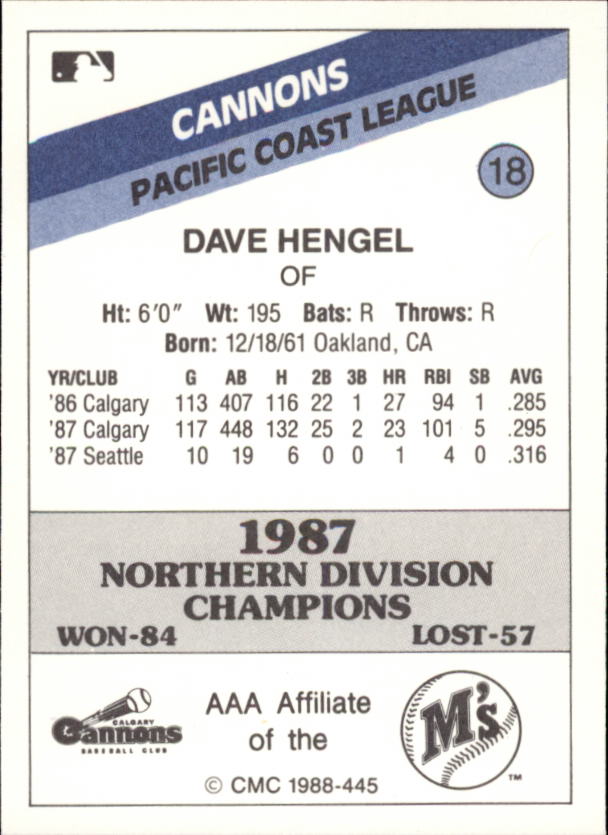 CANNONS
PACIFIC COAST LEAGUE
18
DAVE HENGEL
OF
Ht: 6'0" Wt: 195 Bats: R Throws: R
Born: 12/18/61 Oakland, CA
YR/CLUB G AB H 2B 3B HR RBI SB AVG
'86 Calgary 113 407 116 22 1 27 94 1 .285
'87 Calgary 117 448 132 25 2 23 101 5 .295
'87 Seattle 10 19 6 0 0 1 4 0 .316
1987
NORTHERN DIVISION
CHAMPIONS
WON-84 LOST-57
CALGARY
Cannons
BASEBALL CLUB
AAA Affiliate
of the
M's
™
© CMC 1988-445